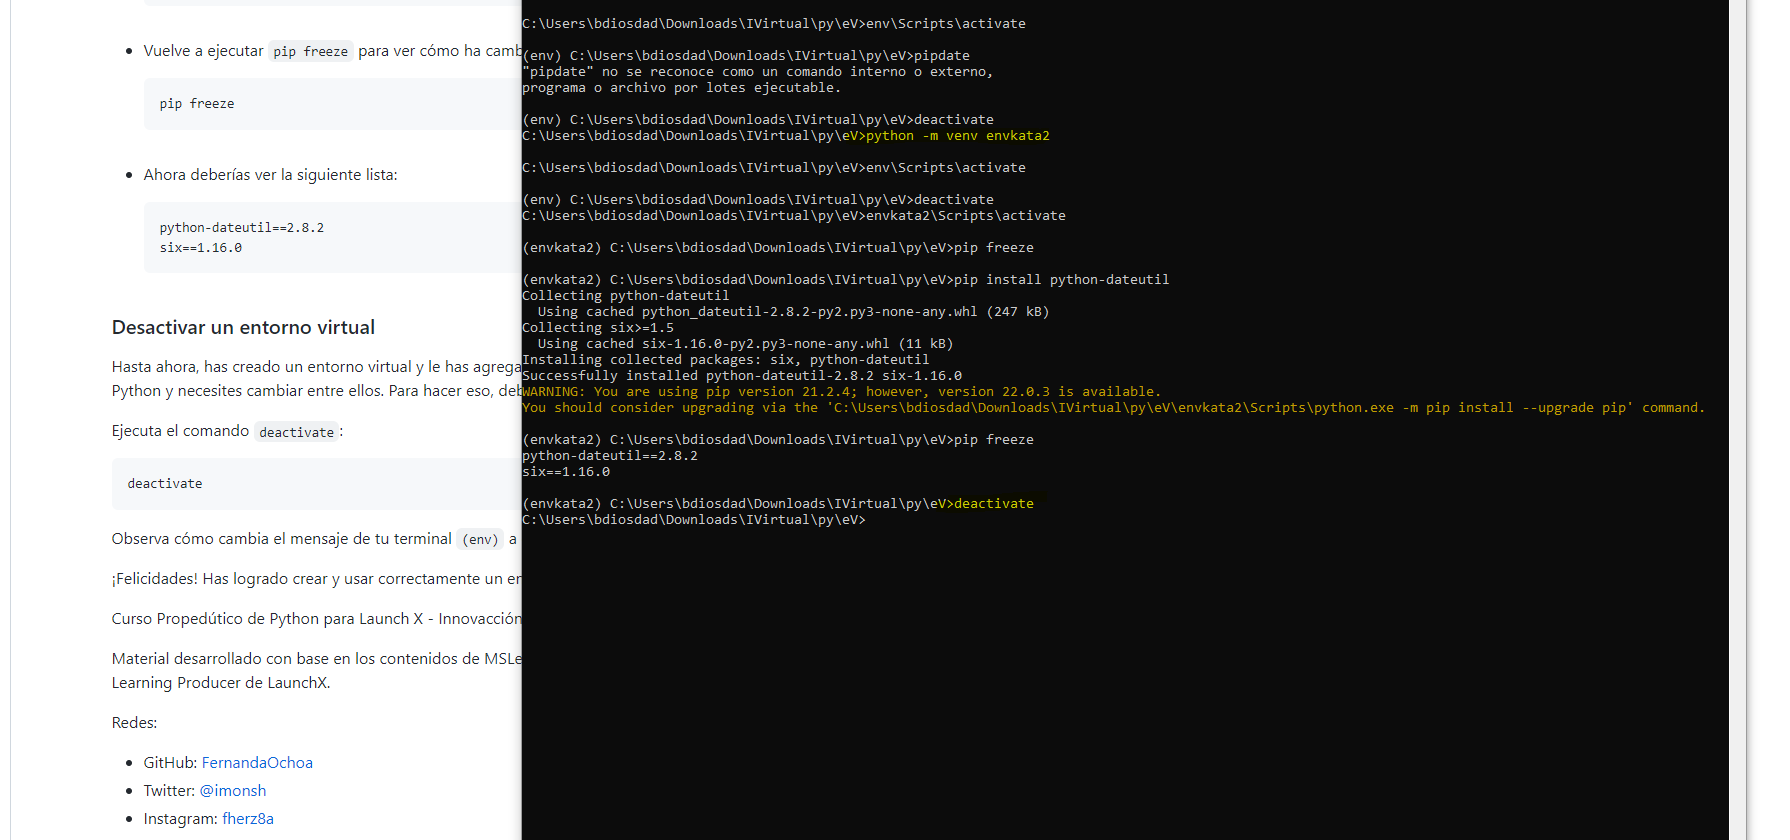 Vuelve a ejecutar pip freeze para ver cómo ha camb
pip freeze
Ahora deberías ver la siguiente lista:
python-dateutil==2.8.2
six==1.16.0
Desactivar un entorno virtual
Hasta ahora, has creado un entorno virtual y le has agrega
Python y necesites cambiar entre ellos. Para hacer eso, deb
Ejecuta el comando deactivate:
deactivate
Observa cómo cambia el mensaje de tu terminal (env) a
¡Felicidades! Has logrado crear y usar correctamente un en
Curso Propedútico de Python para Launch X - Innovacción
Material desarrollado con base en los contenidos de MSLe
Learning Producer de LaunchX.
Redes:
GitHub: FernandaOchoa
Twitter: @imonsh
Instagram: fherz8a
C:\Users\bdiosdad\Downloads\IVirtual\py\eV>env\Scripts\activate
(env) C:\Users\bdiosdad\Downloads\IVirtual\py\eV>pipdate
"pipdate" no se reconoce como un comando interno o externo,
programa o archivo por lotes ejecutable.
(env) C:\Users\bdiosdad\Downloads\IVirtual\py\eV>deactivate
C:\Users\bdiosdad\Downloads\IVirtual\py\eV>python -m venv envkata2
C:\Users\bdiosdad\Downloads\IVirtual\py\eV>env\Scripts\activate
(env) C:\Users\bdiosdad\Downloads\IVirtual\py\eV>deactivate
C:\Users\bdiosdad\Downloads\IVirtual\py\eV>envkata2\Scripts\activate
(envkata2) C:\Users\bdiosdad\Downloads\IVirtual\py\eV>pip freeze
(envkata2) C:\Users\bdiosdad\Downloads\IVirtual\py\eV>pip install python-dateutil
Collecting python-dateutil
Using cached python_dateutil-2.8.2-py2.py3-none-any.whl (247 kB)
Collecting six>=1.5
Using cached six-1.16.0-py2.py3-none-any.whl (11 kB)
Installing collected packages: six, python-dateutil
Successfully installed python-dateutil-2.8.2 six-1.16.0
WARNING: You are using pip version 21.2.4; however, version 22.0.3 is available.
You should consider upgrading via the 'C:\Users\bdiosdad\Downloads\IVirtual\py\eV\envkata2\Scripts\python.exe -m pip install --upgrade pip' command.
(envkata2) C:\Users\bdiosdad\Downloads\IVirtual\py\eV>pip freeze
python-dateutil==2.8.2
six==1.16.0
(envkata2) C:\Users\bdiosdad\Downloads\IVirtual\py\eV>deactivate
C:\Users\bdiosdad\Downloads\IVirtual\py\eV>